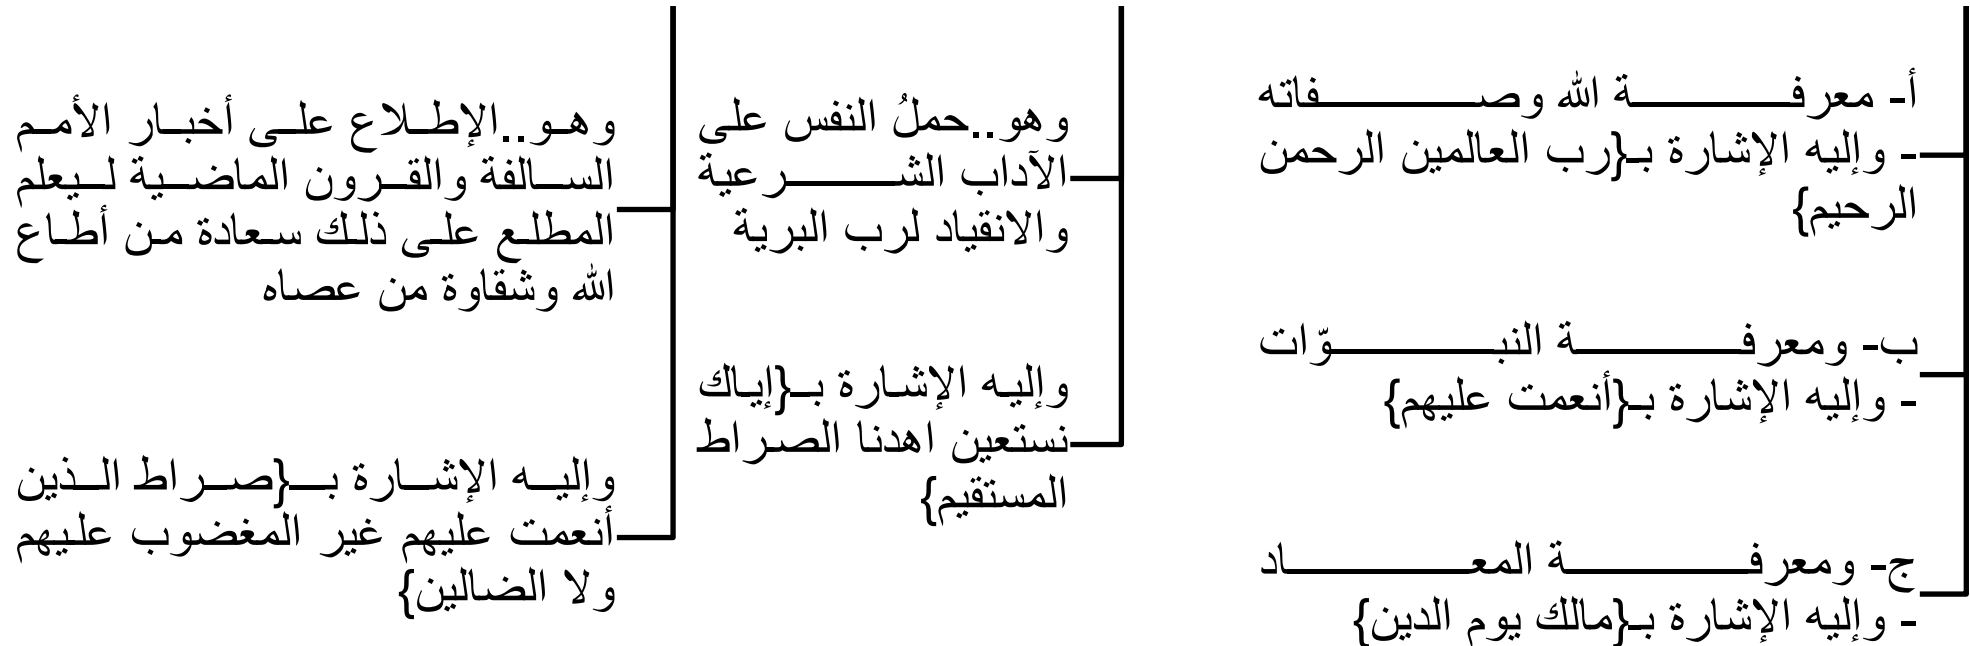 أ- معرفة الله وصفاته
- وإليه الإشارة بـ{رب العالمين الرحمن
الرحيم}
ب- ومعرفة النبوّات
- وإليه الإشارة بـ{أنعمت عليهم}
ج- ومعرفة المعاد
- وإليه الإشارة بـ{مالك يوم الدين}
وهو..حملُ النفس على
الآداب الشرعية
والانقياد لرب البرية
وإليه الإشارة بـ{إياك
نستعين اهدنا الصراط
المستقيم}
وهو..الإطلاع على أخبار الأمم
السالفة والقرون الماضية ليعلم
المطلع على ذلك سعادة من أطاع
الله وشقاوة من عصاه
وإليه الإشارة بـ{صراط الذين
أنعمت عليهم غير المغضوب عليهم
ولا الضالين}